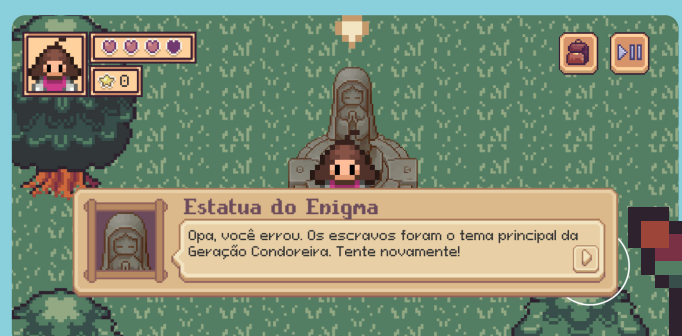 0
Estatua do Enigma
Opa, você errou. Os escravos foram o tema principal da
Geração Condoreira. Tente novamente!